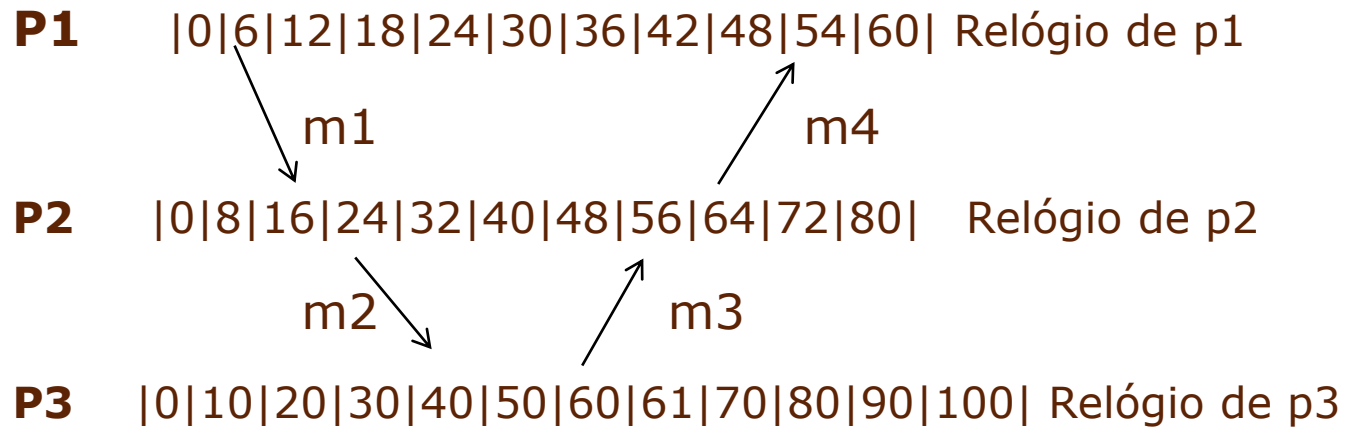 P1 |0|6|12|18|24|30|36|42|48|54|60| Relógio de p1
m1 m4
P2 |0|8|16|24|32|40|48|56|64|72|80| Relógio de p2
m2 m3
P3 |0|10|20|30|40|50|60|61|70|80|90|100| Relógio de p3